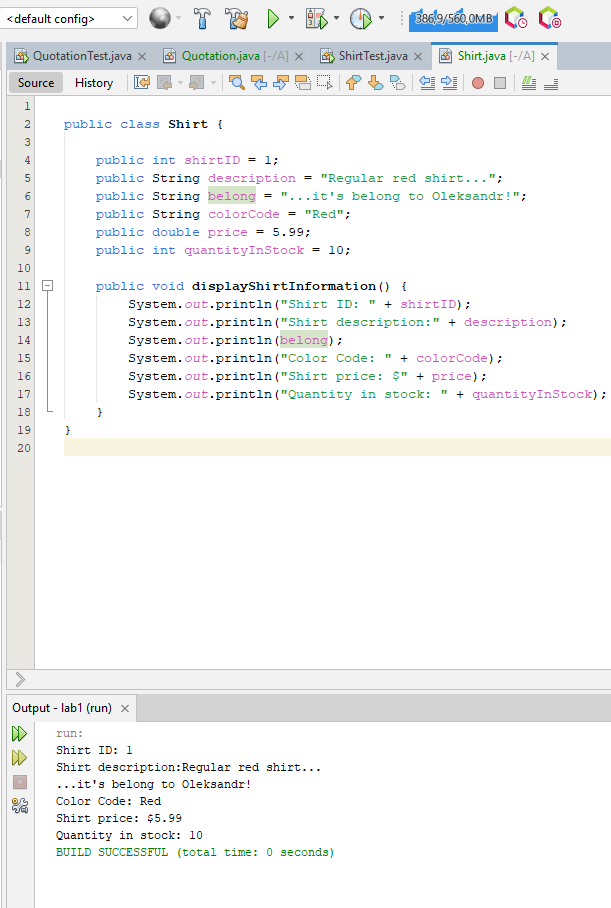 <default config>
386,9/560,0MB
QuotationTest.java Quotation.java [-/A] ShirtTest.java Shirt.java [-/A]
Source History
1
2 public class Shirt {
3
4 public int shirtID = 1;
5 public String description = "Regular red shirt...";
6 public String belong = "...it's belong to Oleksandr!";
7 public String colorCode = "Red";
8 public double price = 5.99;
9 public int quantityInStock = 10;
10
11 public void displayShirtInformation() {
12 System.out.println("Shirt ID: " + shirtID);
13 System.out.println("Shirt description:" + description);
14 System.out.println(belong);
15 System.out.println("Color Code: " + colorCode);
16 System.out.println("Shirt price: $" + price);
17 System.out.println("Quantity in stock: " + quantityInStock);
18 }
19 }
20
Output - lab1 (run)
run:
Shirt ID: 1
Shirt description:Regular red shirt...
...it's belong to Oleksandr!
Color Code: Red
Shirt price: $5.99
Quantity in stock: 10
BUILD SUCCESSFUL (total time: 0 seconds)